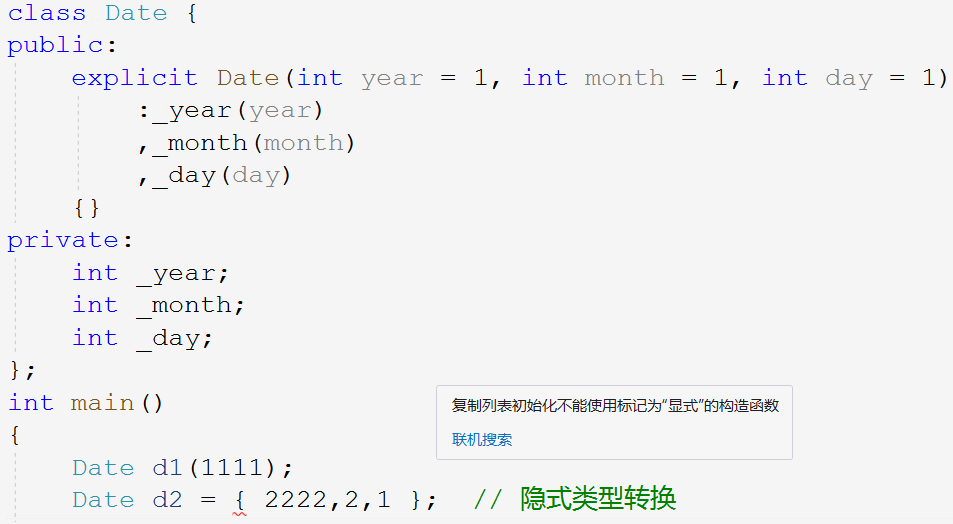 class Date {
public:
explicit Date(int year = 1, int month = 1, int day = 1)
:_year(year)
,_month(month)
,_day(day)
{}
private:
int _year;
int _month;
int _day;
};
int main()
{
复制列表初始化不能使用标记为“显式”的构造函数
联机搜索
Date d1(1111);
Date d2 = { 2222,2,1 }; // 隐式类型转换